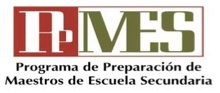 PPMES
Programa de Preparación de
Maestros de Escuela Secundaria